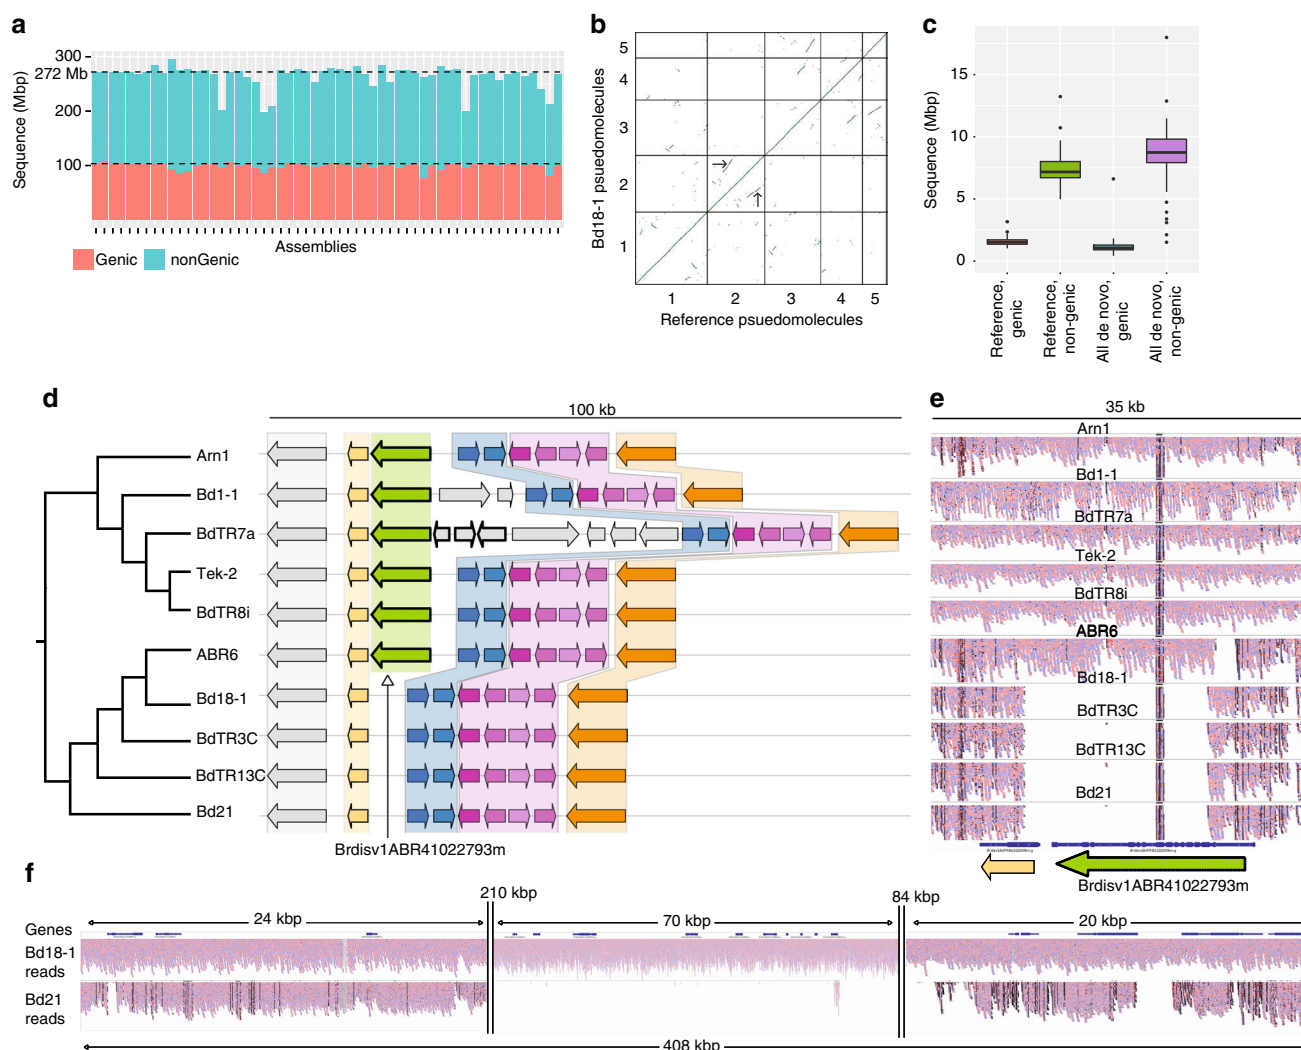 a
300
272 Mb
200
100
Sequence (Mbp)
Assemblies
Genic
nonGenic
b
5
4
3
2
1
Bd18-1 psuedomolecules
1 2 3 4 5
Reference psuedomolecules
c
15
10
5
0
Sequence (Mbp)
Reference, genic
Reference, non-genic
All de novo, genic
All de novo, non-genic
d
100 kb
Arn1
Bd1-1
BdTR7a
Tek-2
BdTR8i
ABR6
Bd18-1
BdTR3C
BdTR13C
Bd21
Brdisv1ABR41022793m
e
35 kb
Arn1
Bd1-1
BdTR7a
Tek-2
BdTR8i
ABR6
Bd18-1
BdTR3C
BdTR13C
Bd21
Brdisv1ABR41022793m
f
210 kbp
84 kbp
24 kbp
70 kbp
20 kbp
Genes
Bd18-1 reads
Bd21 reads
408 kbp